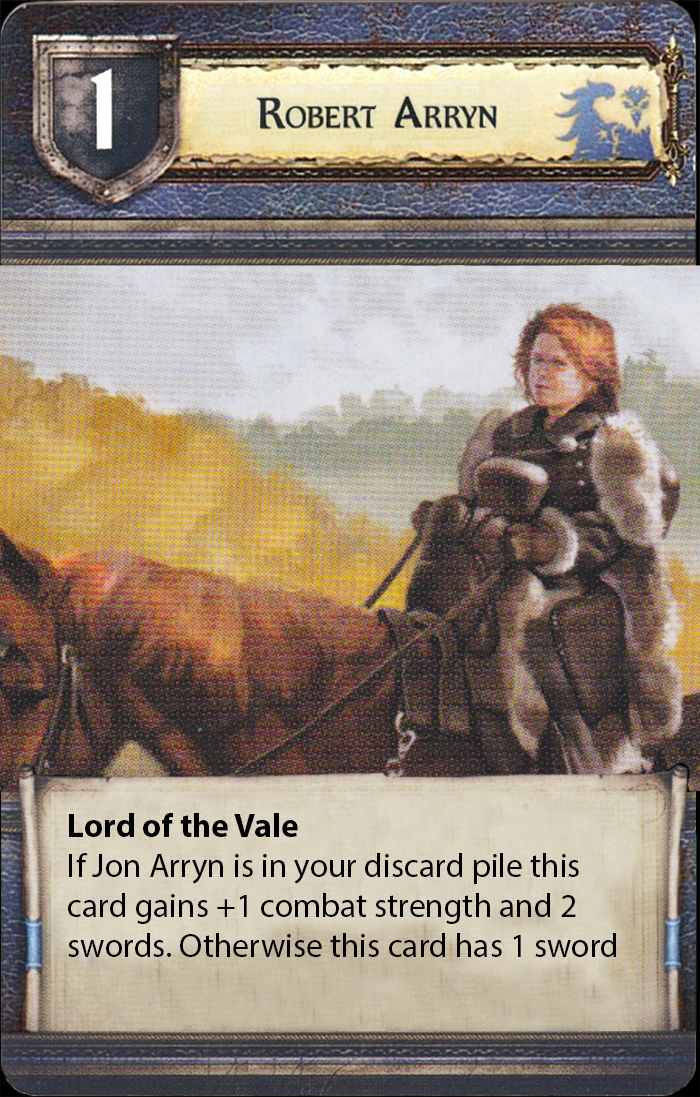 1
Robert Arryn
Lord of the Vale
If Jon Arryn is in your discard pile this
card gains +1 combat strength and 2
swords. Otherwise this card has 1 sword